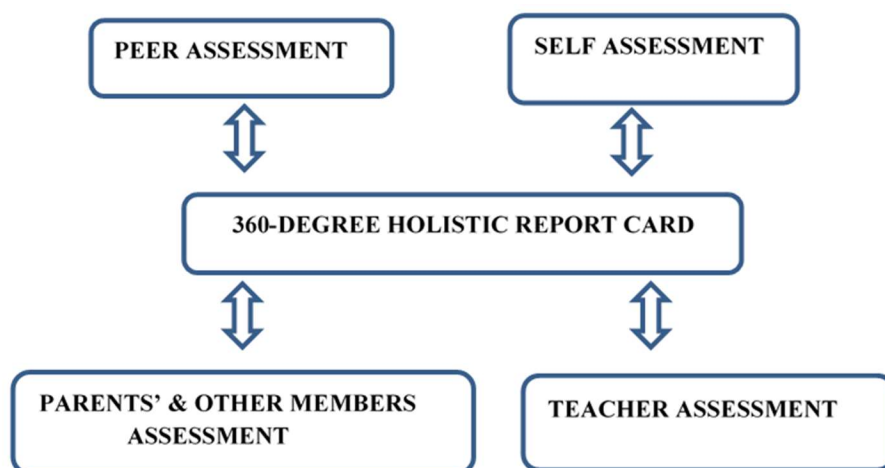 PEER ASSESSMENT
SELF ASSESSMENT
360-DEGREE HOLISTIC REPORT CARD
PARENTS’ & OTHER MEMBERS
ASSESSMENT
TEACHER ASSESSMENT